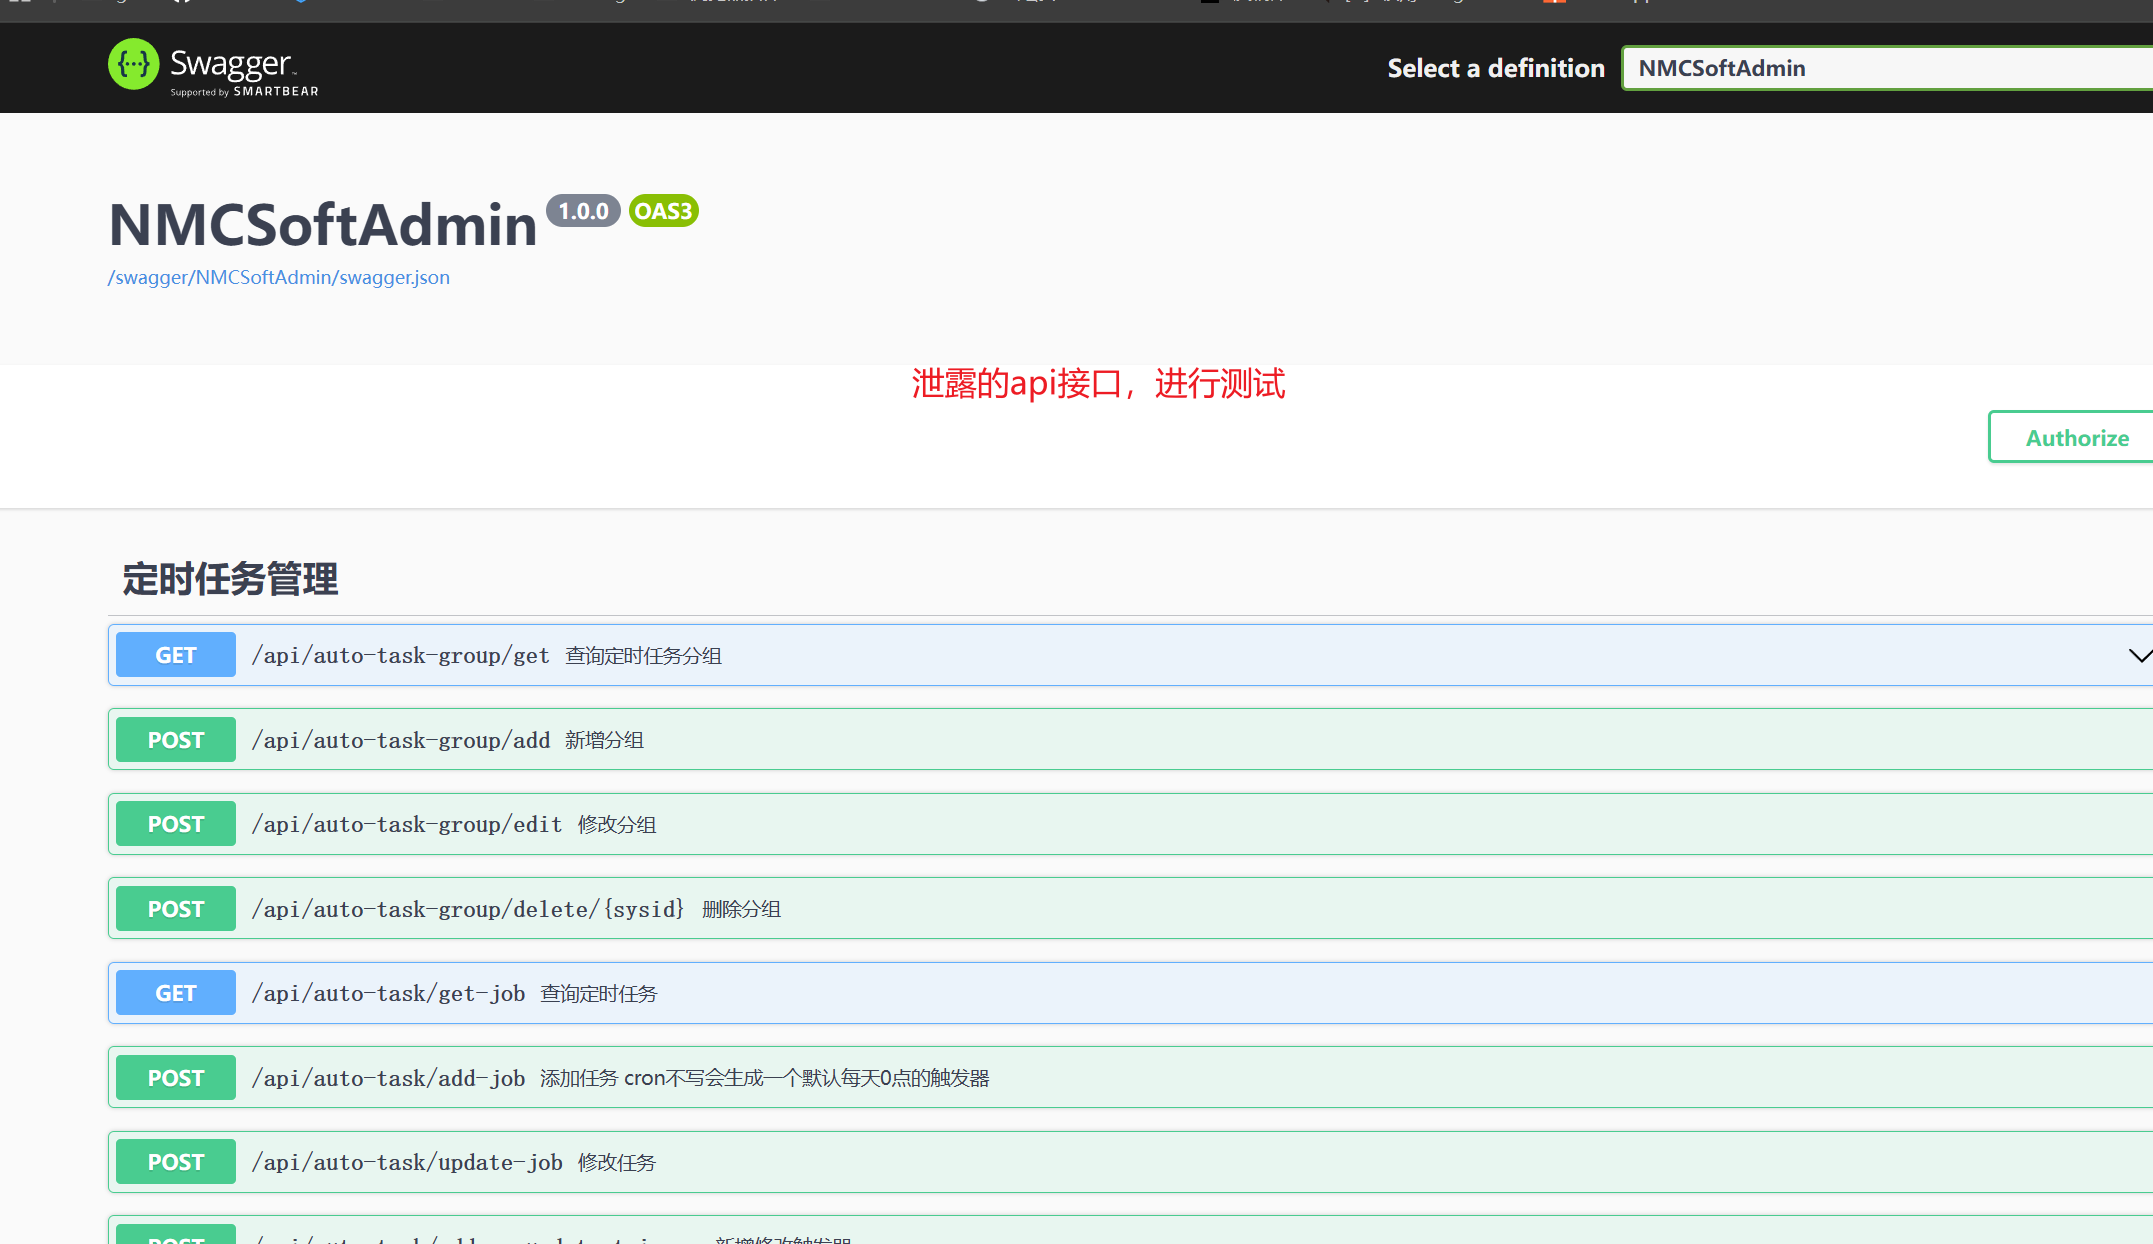 Swagger
Supported by SMARTBEAR
Select a definition
NMCSoftAdmin
NMCSoftAdmin 1.0.0 OAS3
/swagger/NMCSoftAdmin/swagger.json
泄露的api接口，进行测试
Authorize
定时任务管理
GET /api/auto-task-group/get 查询定时任务分组
POST /api/auto-task-group/add 新增分组
POST /api/auto-task-group/edit 修改分组
POST /api/auto-task-group/delete/{sysid} 删除分组
GET /api/auto-task/get-job 查询定时任务
POST /api/auto-task/add-job 添加任务 cron不写会生成一个默认每天0点的触发器
POST /api/auto-task/update-job 修改任务
POST